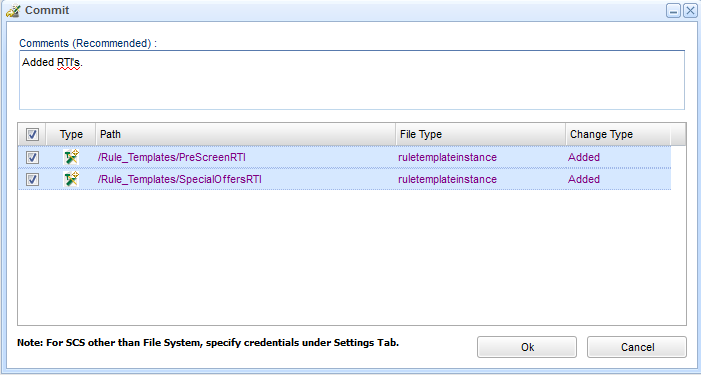 Commit
Comments (Recommended) :
Added RTI's.
Type Path File Type Change Type
/Rule_Templates/PreScreenRTI ruletemplateinstance Added
/Rule_Templates/SpecialOffersRTI ruletemplateinstance Added
Note: For SCS other than File System, specify credentials under Settings Tab. Ok Cancel